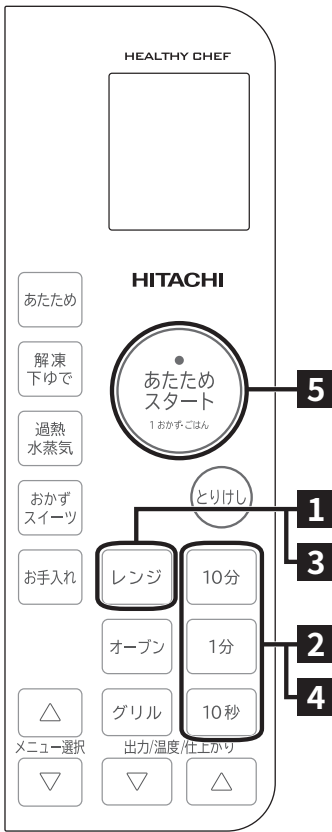 HEALTHY CHEF
HITACHI
あたため
あたため
スタート
1 おかず・ごはん
5
解凍
下ゆで
過熱
水蒸気
おかず
スイーツ
とりけし
1
3
お手入れ
レンジ
10分
オーブン
1分
2
4
グリル
10秒
メニュー選択
出力/温度/仕上がり